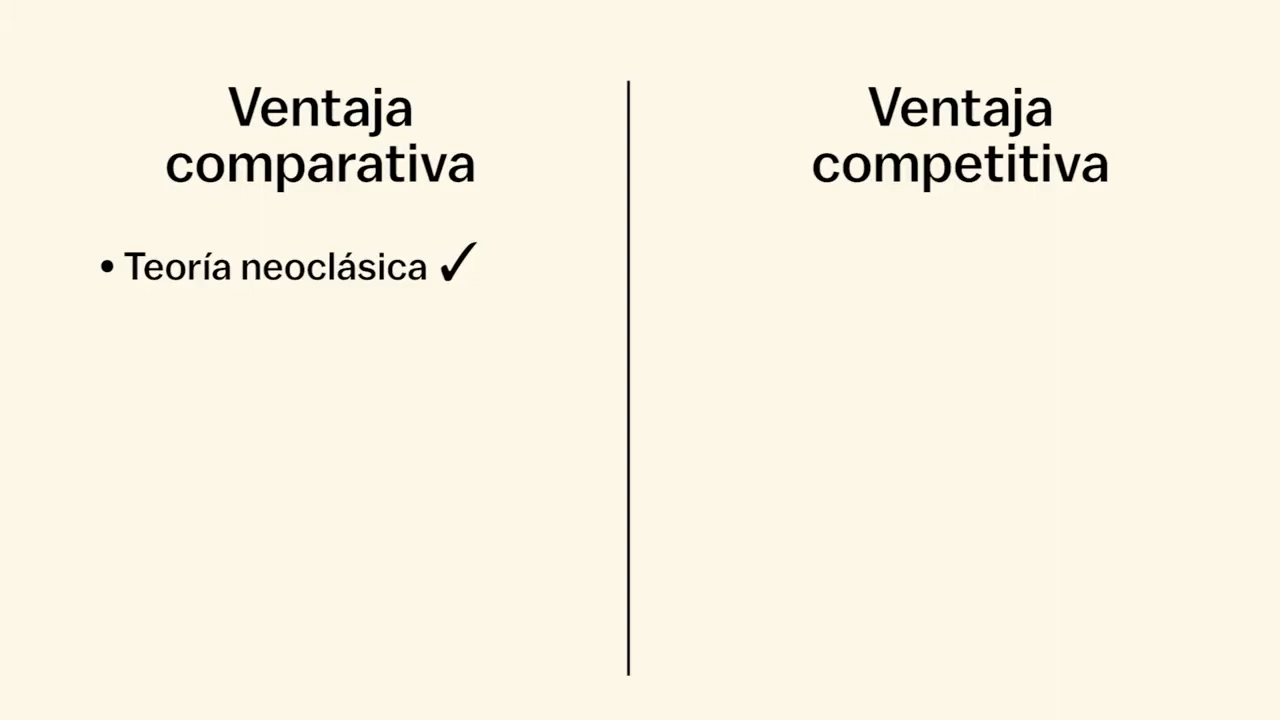 Ventaja
comparativa
• Teoría neoclásica ✓
Ventaja
competitiva